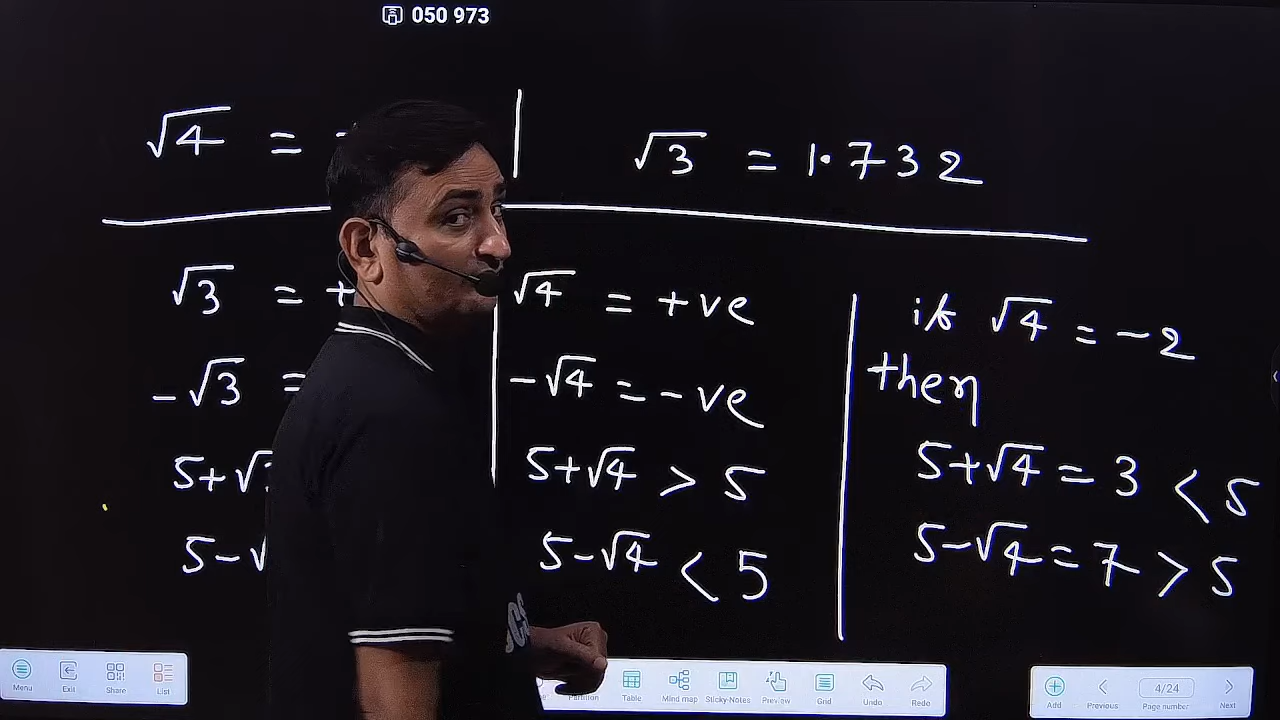 050 973
√4 =
√3 = 1.732
√3 = +
-√3 =
5+√
5-√
√4 = +ve
-√4 = -ve
5+√4 > 5
5-√4 < 5
if √4 = -2
then
5+√4 = 3 < 5
5-√4 = 7 > 5
Menu
Exit
Share
List
Table
Mind map
Sticky Notes
Preview
Grid
Undo
Redo
Add
Previous
4/24
Page number
Next